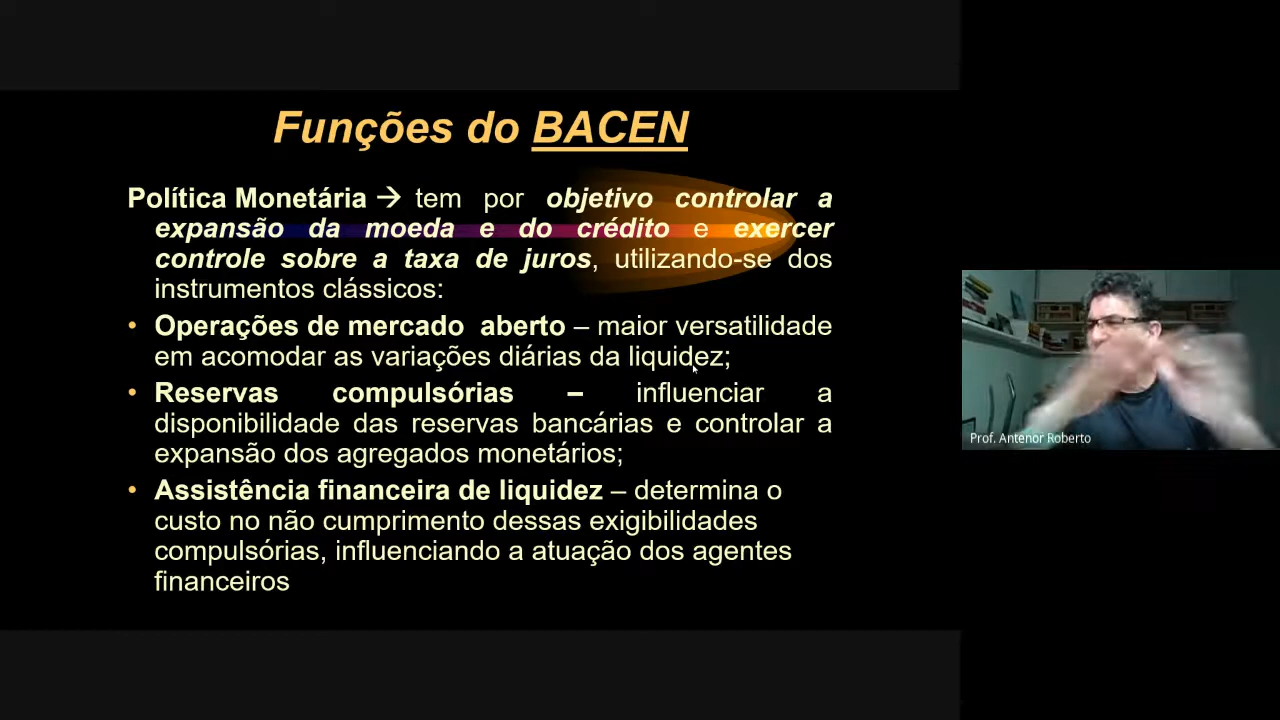 Funções do BACEN
Política Monetária → tem por objetivo controlar a
expansão da moeda e do crédito e exercer
controle sobre a taxa de juros, utilizando-se dos
instrumentos clássicos:
• Operações de mercado aberto – maior versatilidade
em acomodar as variações diárias da liquidez;
• Reservas compulsórias – influenciar a
disponibilidade das reservas bancárias e controlar a
expansão dos agregados monetários;
• Assistência financeira de liquidez – determina o
custo no não cumprimento dessas exigibilidades
compulsórias, influenciando a atuação dos agentes
financeiros
Prof. Antenor Roberto